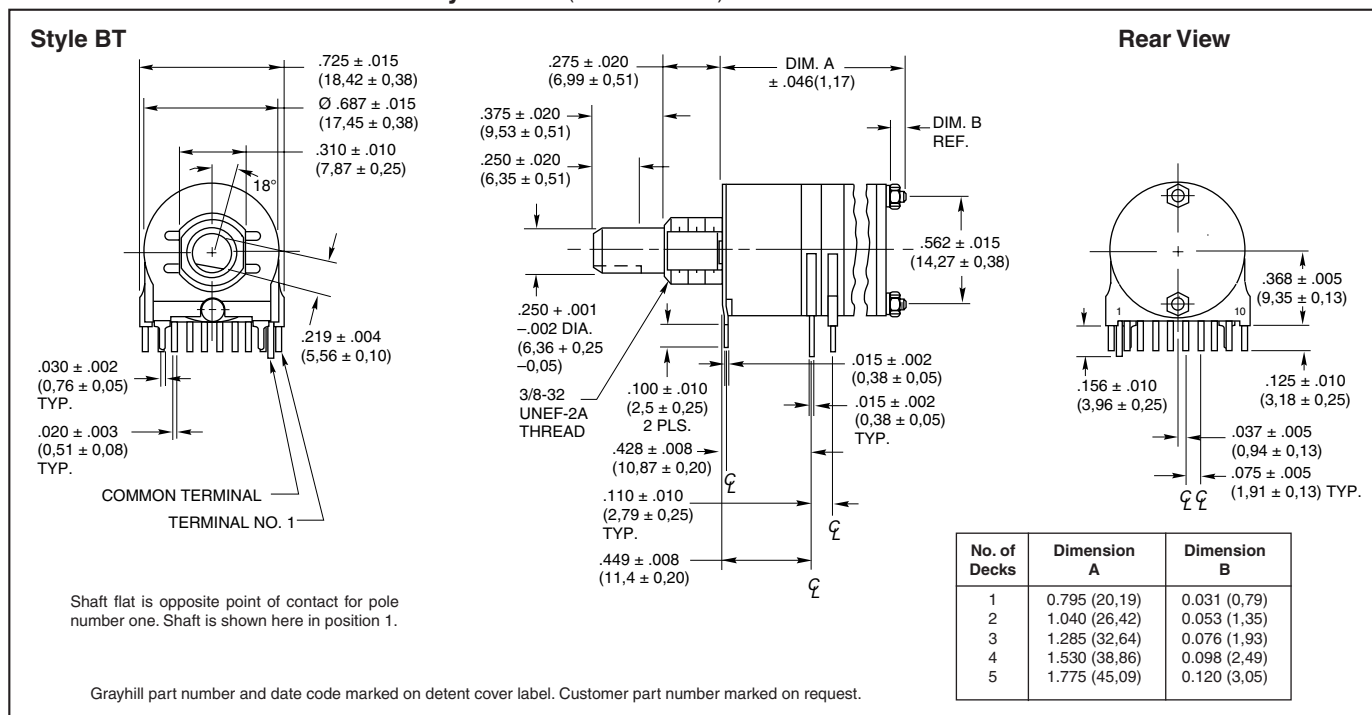 Style BT
Rear View
.725 ± .015
(18,42 ± 0,38)
Ø .687 ± .015
(17,45 ± 0,38)
.310 ± .010
(7,87 ± 0,25)
18°
.219 ± .004
(5,56 ± 0,10)
.030 ± .002
(0,76 ± 0,05)
TYP.
.020 ± .003
(0,51 ± 0,08)
TYP.
COMMON TERMINAL
TERMINAL NO. 1
.275 ± .020
(6,99 ± 0,51)
DIM. A
± .046(1,17)
.375 ± .020
(9,53 ± 0,51)
.250 ± .020
(6,35 ± 0,51)
DIM. B
REF.
.562 ± .015
(14,27 ± 0,38)
.250 + .001
–.002 DIA.
(6,36 + 0,25
–0,05)
3/8-32
UNEF-2A
THREAD
.100 ± .010
(2,5 ± 0,25)
2 PLS.
.015 ± .002
(0,38 ± 0,05)
.015 ± .002
(0,38 ± 0,05)
TYP.
.428 ± .008
(10,87 ± 0,20)
℄
.110 ± .010
(2,79 ± 0,25)
TYP.
℄
.449 ± .008
(11,4 ± 0,20)
℄
1
10
.368 ± .005
(9,35 ± 0,13)
.156 ± .010
(3,96 ± 0,25)
.125 ± .010
(3,18 ± 0,25)
.037 ± .005
(0,94 ± 0,13)
.075 ± .005
(1,91 ± 0,13) TYP.
℄ ℄
No. of Dimension Dimension
Decks A B
1 0.795 (20,19) 0.031 (0,79)
2 1.040 (26,42) 0.053 (1,35)
3 1.285 (32,64) 0.076 (1,93)
4 1.530 (38,86) 0.098 (2,49)
5 1.775 (45,09) 0.120 (3,05)
Shaft flat is opposite point of contact for pole
number one. Shaft is shown here in position 1.
Grayhill part number and date code marked on detent cover label. Customer part number marked on request.